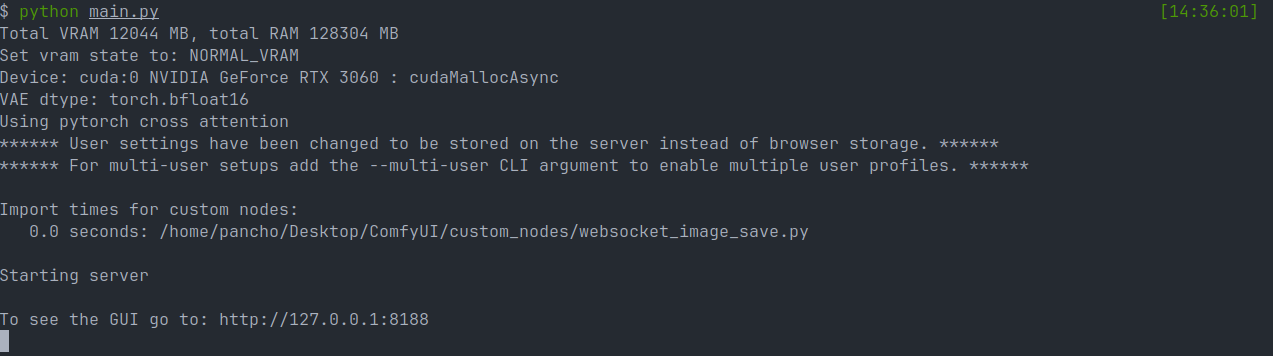 $ python main.py [14:36:01]
Total VRAM 12044 MB, total RAM 128304 MB
Set vram state to: NORMAL_VRAM
Device: cuda:0 NVIDIA GeForce RTX 3060 : cudaMallocAsync
VAE dtype: torch.bfloat16
Using pytorch cross attention
****** User settings have been changed to be stored on the server instead of browser storage. ******
****** For multi-user setups add the --multi-user CLI argument to enable multiple user profiles. ******
Import times for custom nodes:
   0.0 seconds: /home/pancho/Desktop/ComfyUI/custom_nodes/websocket_image_save.py
Starting server
To see the GUI go to: http://127.0.0.1:8188